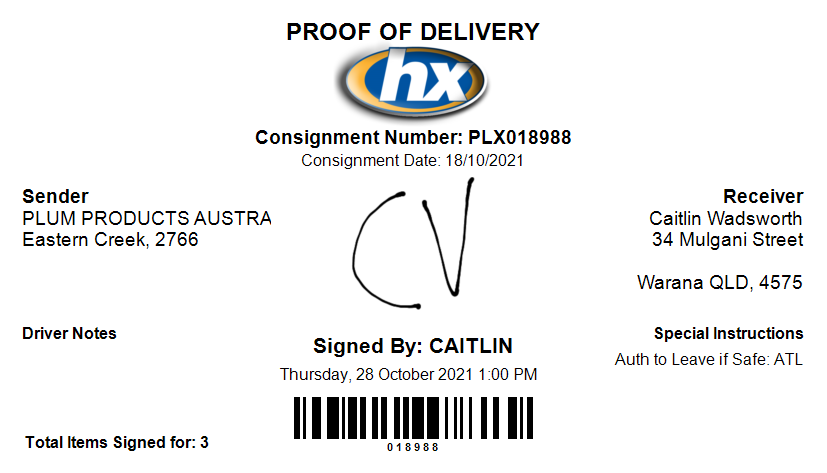 PROOF OF DELIVERY
hx
Consignment Number: PLX018988
Consignment Date: 18/10/2021
Sender
PLUM PRODUCTS AUSTRA
Eastern Creek, 2766
CV
Receiver
Caitlin Wadsworth
34 Mulgani Street
Warana QLD, 4575
Driver Notes
Signed By: CAITLIN
Thursday, 28 October 2021 1:00 PM
Special Instructions
Auth to Leave if Safe: ATL
018988
Total Items Signed for: 3